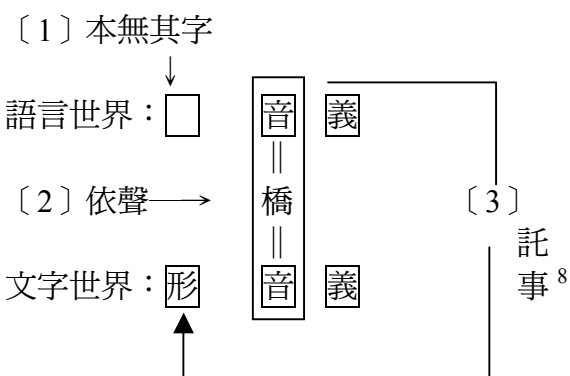 〔1〕本無其字
↓
語言世界：□ 音 義
‖
〔2〕依聲──→ 橋 〔3〕
‖ 託
文字世界：形 音 義 事 8